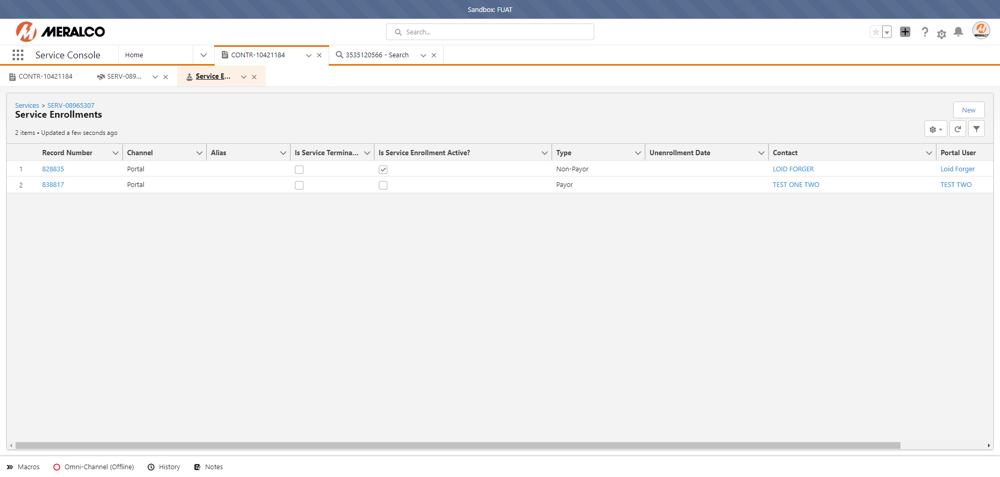 Sandbox: FUAT
MERALCO
Search...
MERALCO
Service Console
Home
CONTR-10421184
3535120566 - Search
CONTR-10421184
SERV-089...
Service E...
Services > SERV-08965307
Service Enrollments
New
2 items • Updated a few seconds ago
Record Number Channel Alias Is Service Termina... Is Service Enrollment Active? Type Unenrollment Date Contact Portal User
1 828835 Portal Non-Payor LOID FORGER Loid Forger
2 838817 Portal Payor TEST ONE TWO TEST TWO
Macros Omni-Channel (Offline) History Notes